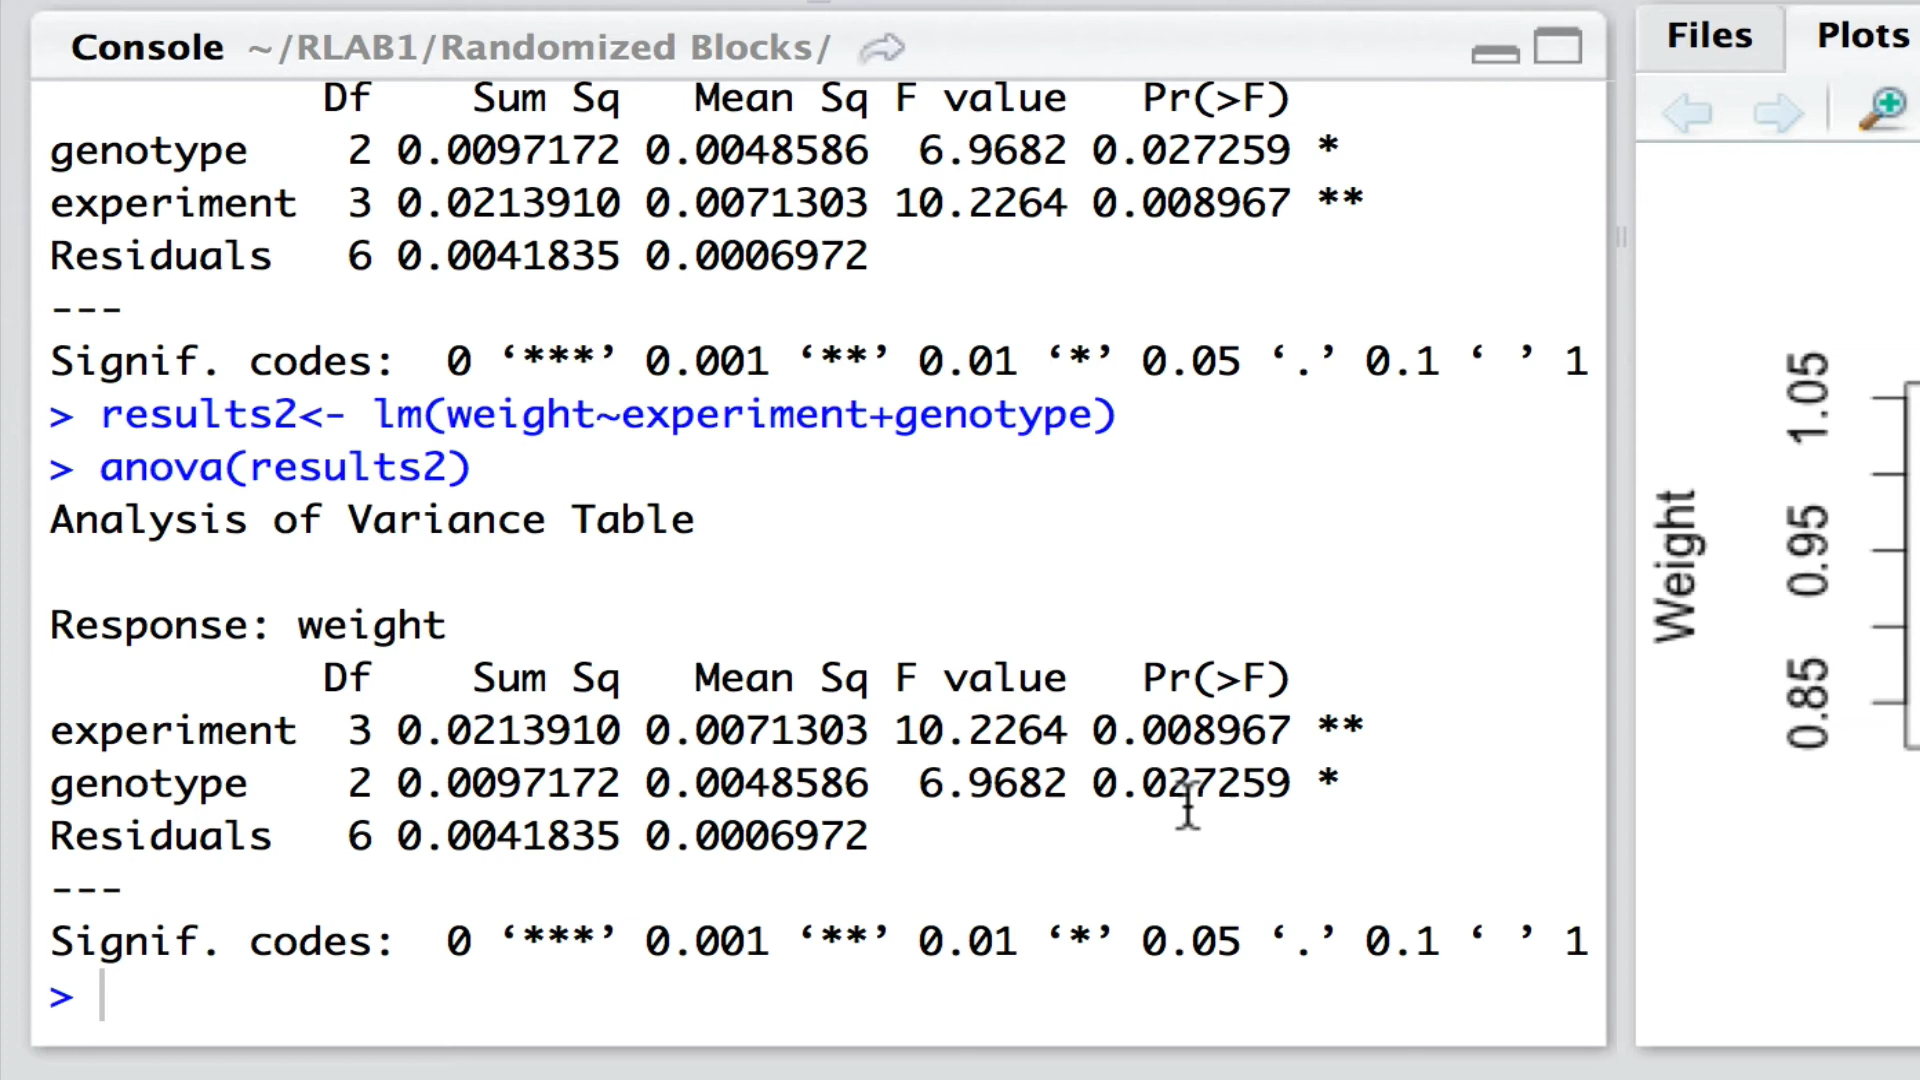 Console ~/RLAB1/Randomized Blocks/
Df Sum Sq Mean Sq F value Pr(>F)
genotype 2 0.0097172 0.0048586 6.9682 0.027259 *
experiment 3 0.0213910 0.0071303 10.2264 0.008967 **
Residuals 6 0.0041835 0.0006972
---
Signif. codes: 0 ‘***’ 0.001 ‘**’ 0.01 ‘*’ 0.05 ‘.’ 0.1 ‘ ’ 1
> results2<- lm(weight~experiment+genotype)
> anova(results2)
Analysis of Variance Table
Response: weight
Df Sum Sq Mean Sq F value Pr(>F)
experiment 3 0.0213910 0.0071303 10.2264 0.008967 **
genotype 2 0.0097172 0.0048586 6.9682 0.027259 *
Residuals 6 0.0041835 0.0006972
---
Signif. codes: 0 ‘***’ 0.001 ‘**’ 0.01 ‘*’ 0.05 ‘.’ 0.1 ‘ ’ 1
>
Files Plots
Weight
0.85 0.95 1.05